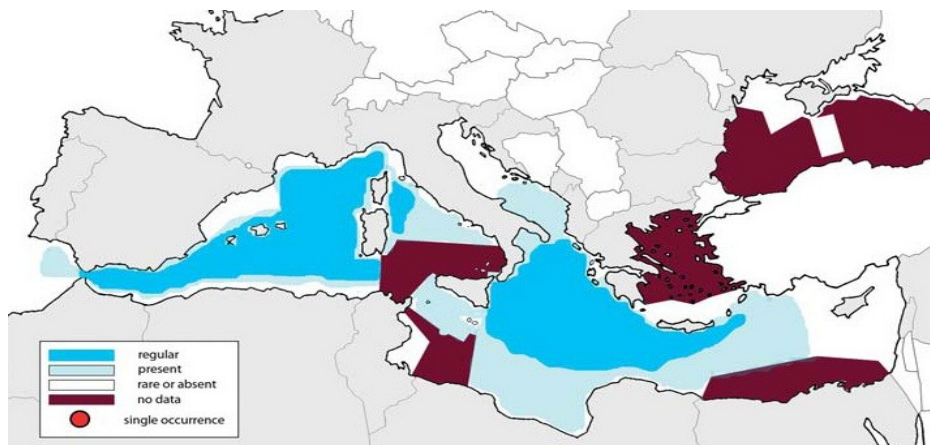 regular
present
rare or absent
no data
single occurrence